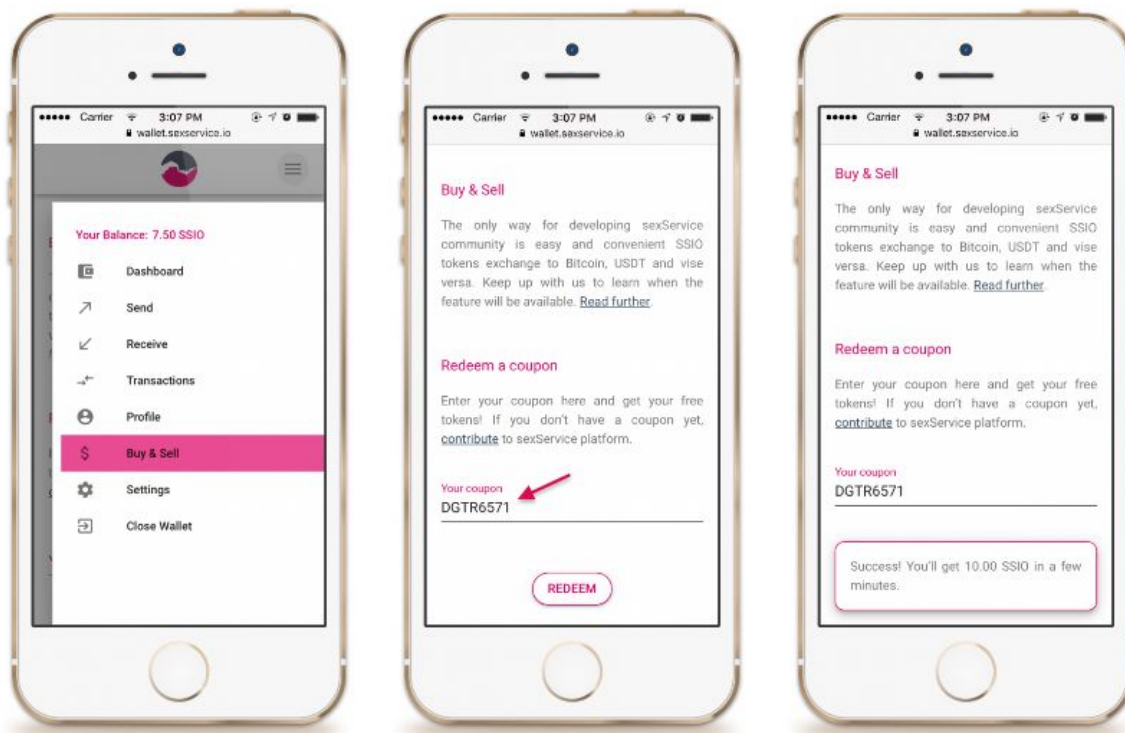 Carrier 3:07 PM
wallet.sexservice.io
Your Balance: 7.50 SSIO
Dashboard
Send
Receive
Transactions
Profile
Buy & Sell
Settings
Close Wallet
Carrier 3:07 PM
wallet.sexservice.io
Buy & Sell
The only way for developing sexService
community is easy and convenient SSIO
tokens exchange to Bitcoin, USDT and vise
versa. Keep up with us to learn when the
feature will be available. Read further.
Redeem a coupon
Enter your coupon here and get your free
tokens! If you don't have a coupon yet,
contribute to sexService platform.
Your coupon
DGTR6571
REDEEM
Carrier 3:07 PM
wallet.sexservice.io
Buy & Sell
The only way for developing sexService
community is easy and convenient SSIO
tokens exchange to Bitcoin, USDT and vise
versa. Keep up with us to learn when the
feature will be available. Read further.
Redeem a coupon
Enter your coupon here and get your free
tokens! If you don't have a coupon yet,
contribute to sexService platform.
Your coupon
DGTR6571
Success! You'll get 10.00 SSIO in a few
minutes.